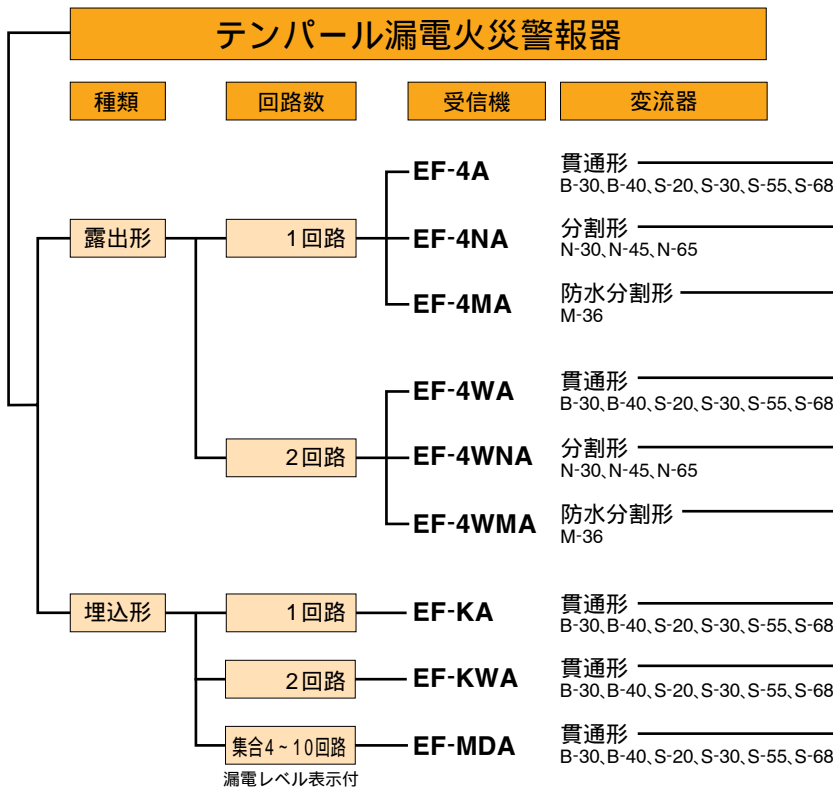 テンパール漏電火災警報器
種類 回路数 受信機 変流器
露出形
1回路
EF-4A 貫通形
B-30、B-40、S-20、S-30、S-55、S-68
EF-4NA 分割形
N-30、N-45、N-65
EF-4MA 防水分割形
M-36
2回路
EF-4WA 貫通形
B-30、B-40、S-20、S-30、S-55、S-68
EF-4WNA 分割形
N-30、N-45、N-65
EF-4WMA 防水分割形
M-36
埋込形
1回路 EF-KA 貫通形
B-30、B-40、S-20、S-30、S-55、S-68
2回路 EF-KWA 貫通形
B-30、B-40、S-20、S-30、S-55、S-68
集合4~10回路 EF-MDA 貫通形
B-30、B-40、S-20、S-30、S-55、S-68
漏電レベル表示付